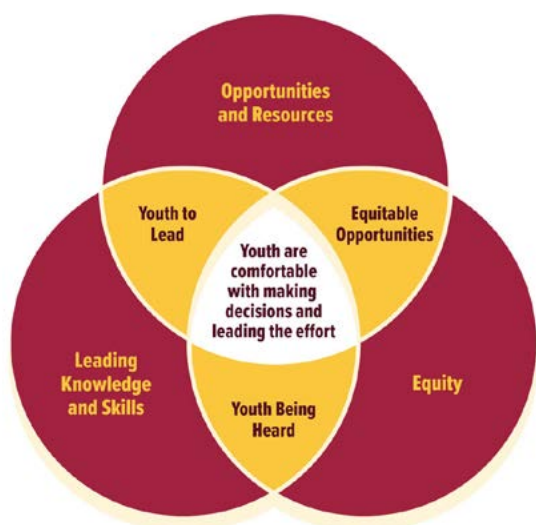 Opportunities
and Resources
Youth to
Lead
Equitable
Opportunities
Youth are
comfortable
with making
decisions and
leading the effort
Leading
Knowledge
and Skills
Equity
Youth Being
Heard